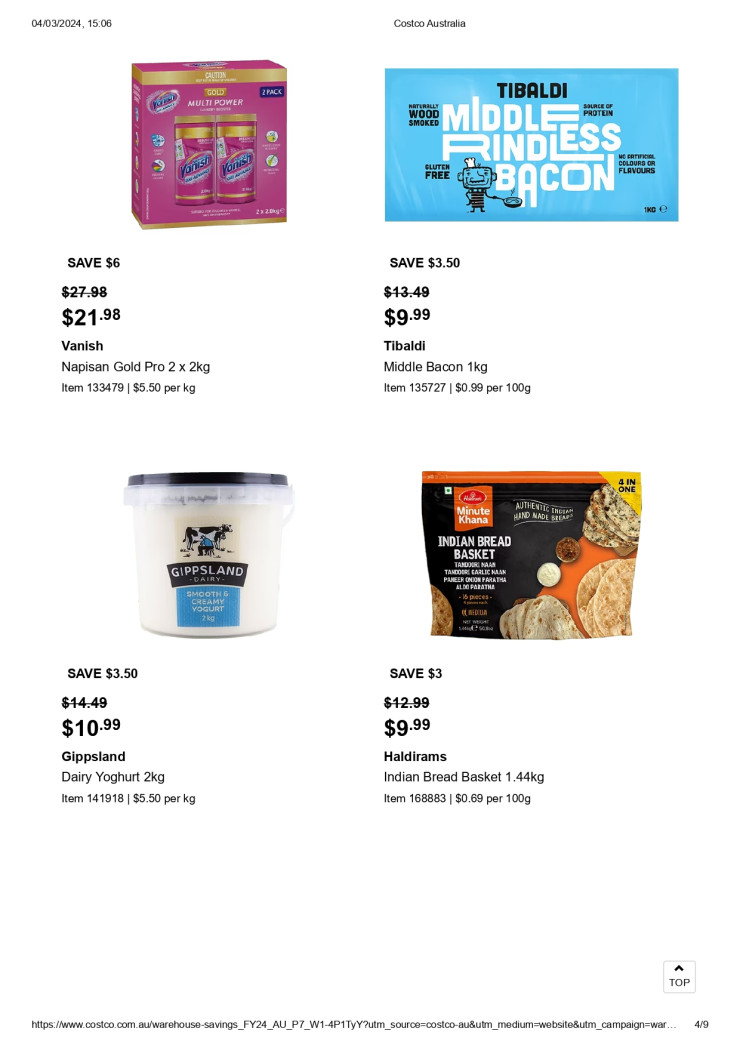 04/03/2024, 15:06
Costco Australia
CAUTION
GOLD
2 PACK
MULTI POWER
Vanish
Vanish
Vanish
2 x 2.0kg
TIBALDI
NATURALLY
WOOD
SMOKED
MIDDLE
SOURCE OF
PROTEIN
RINDLESS
GLUTEN
FREE
BACON
NO ARTIFICIAL
COLOURS OR
FLAVOURS
1KG ℮
SAVE $6
$27.98
$21.98
Vanish
Napisan Gold Pro 2 x 2kg
Item 133479 | $5.50 per kg
SAVE $3.50
$13.49
$9.99
Tibaldi
Middle Bacon 1kg
Item 135727 | $0.99 per 100g
GIPPSLAND
- DAIRY -
SMOOTH &
CREAMY
YOGURT
2 kg
4 IN
ONE
Haldiram's
Minute
Khana
AUTHENTIC INDIAN
HAND MADE BREADS
INDIAN BREAD
BASKET
TANDOORI NAAN
TANDOORI GARLIC NAAN
PANEER ONION PARATHA
ALOO PARATHA
- 16 pieces -
NET WEIGHT
SAVE $3.50
$14.49
$10.99
Gippsland
Dairy Yoghurt 2kg
Item 141918 | $5.50 per kg
SAVE $3
$12.99
$9.99
Haldirams
Indian Bread Basket 1.44kg
Item 168883 | $0.69 per 100g
TOP
https://www.costco.com.au/warehouse-savings_FY24_AU_P7_W1-4P1TyY?utm_source=costco-au&utm_medium=website&utm_campaign=war…
4/9